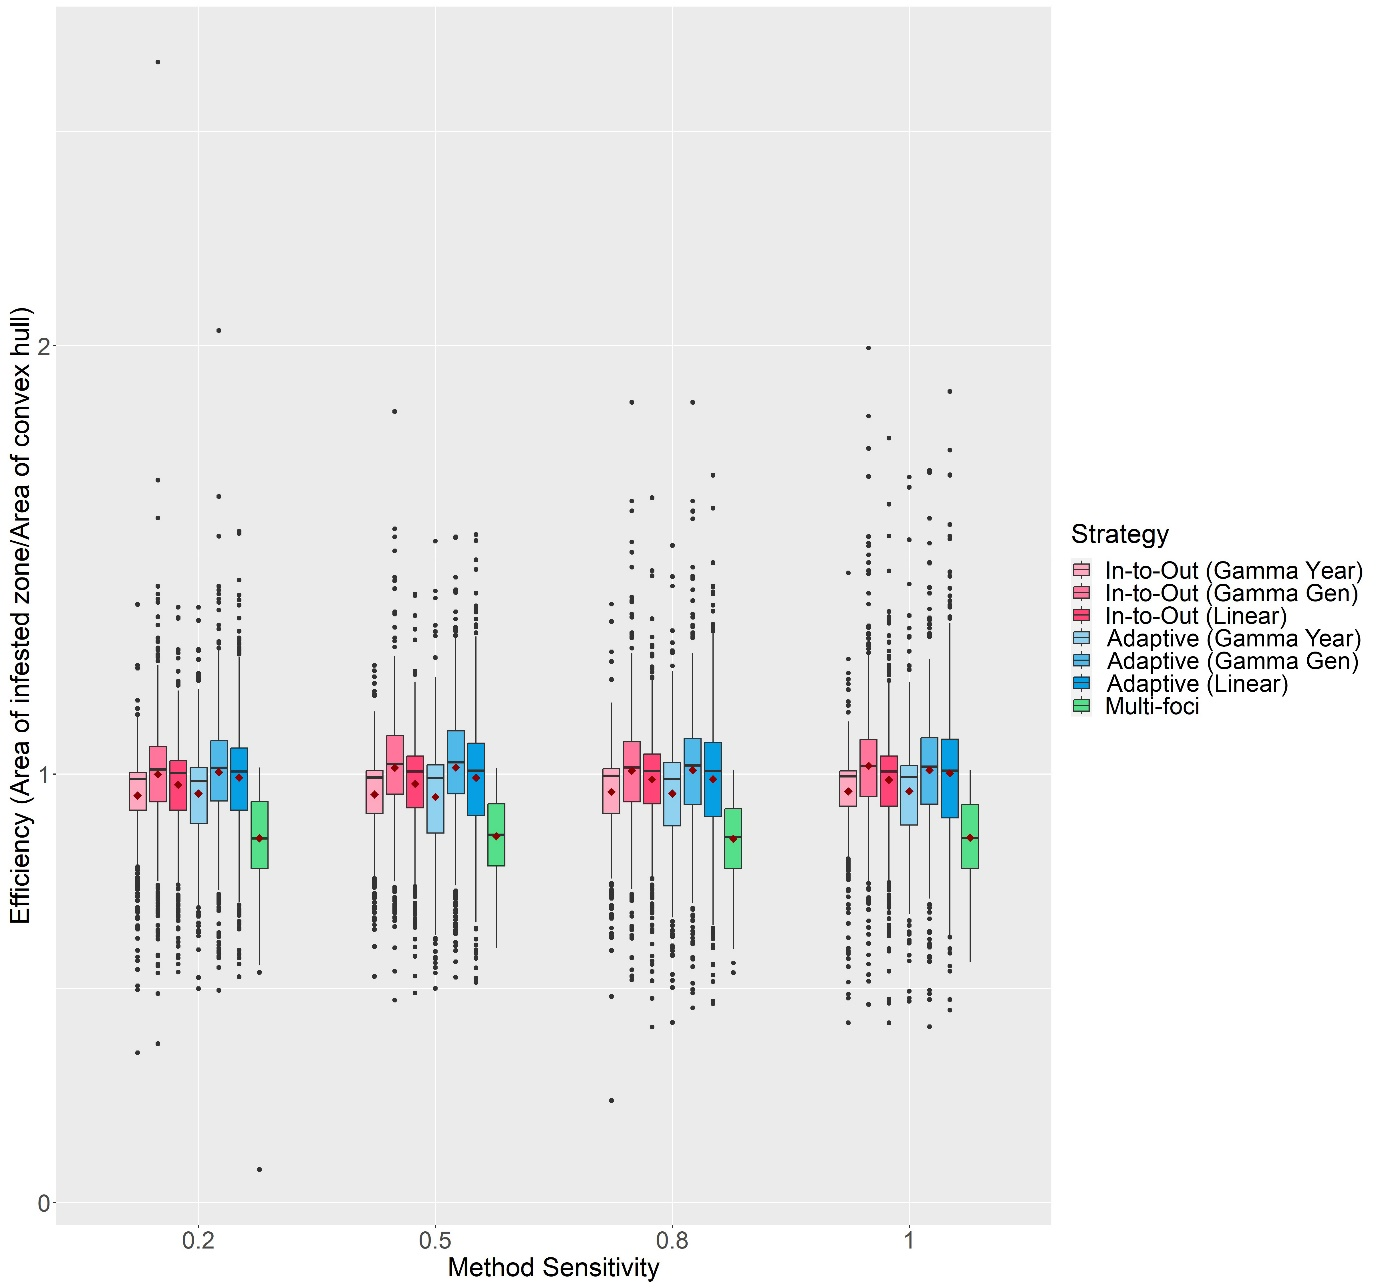 Efficiency (Area of infested zone/Area of convex hull)
2
1
0
0.2 0.5 0.8 1
Method Sensitivity
Strategy
In-to-Out (Gamma Year)
In-to-Out (Gamma Gen)
In-to-Out (Linear)
Adaptive (Gamma Year)
Adaptive (Gamma Gen)
Adaptive (Linear)
Multi-foci